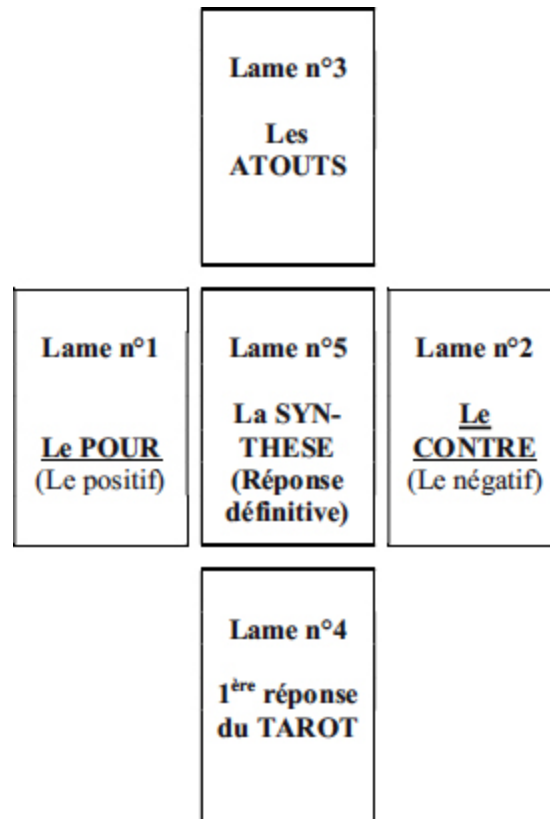 Lame n°3
Les
ATOUTS
Lame n°1
Le POUR
(Le positif)
Lame n°5
La SYN-
THESE
(Réponse
définitive)
Lame n°2
Le
CONTRE
(Le négatif)
Lame n°4
1ère réponse
du TAROT